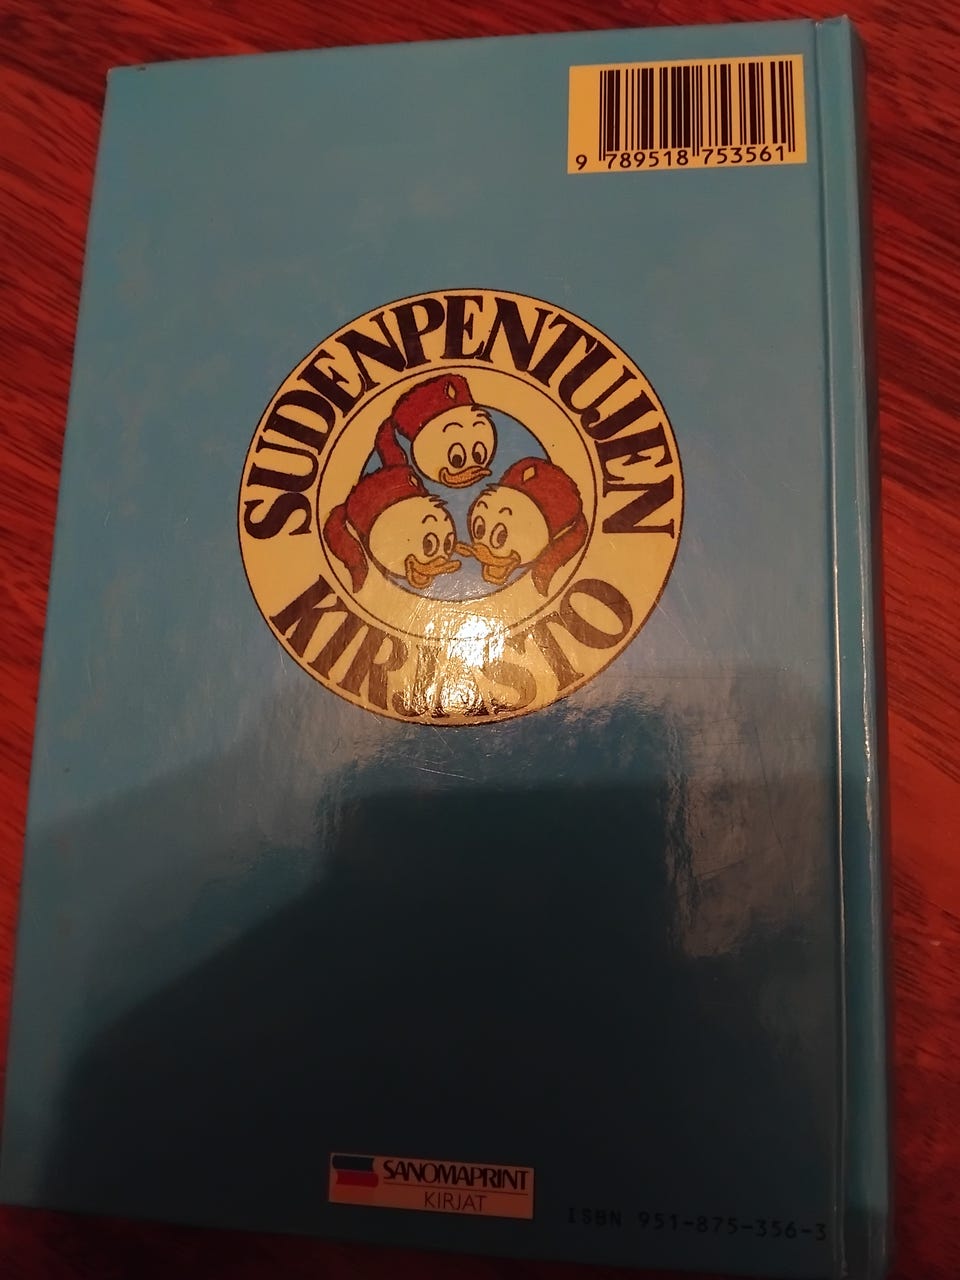 9 789518 753561
SUDENPENTUJEN
KIRJASTO
SANOMAPRINT
KIRJAT
ISBN 951-875-356-3